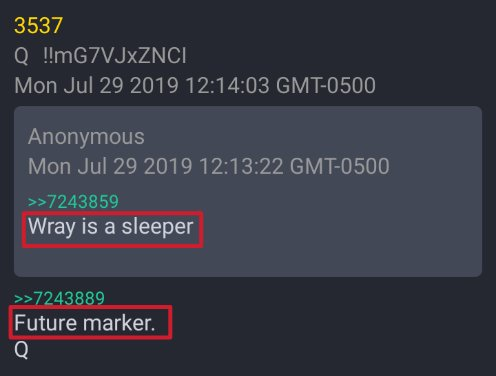 3537
Q !!mG7VJxZNCI
Mon Jul 29 2019 12:14:03 GMT-0500
Anonymous
Mon Jul 29 2019 12:13:22 GMT-0500
>>7243859
Wray is a sleeper
>>7243889
Future marker.
Q